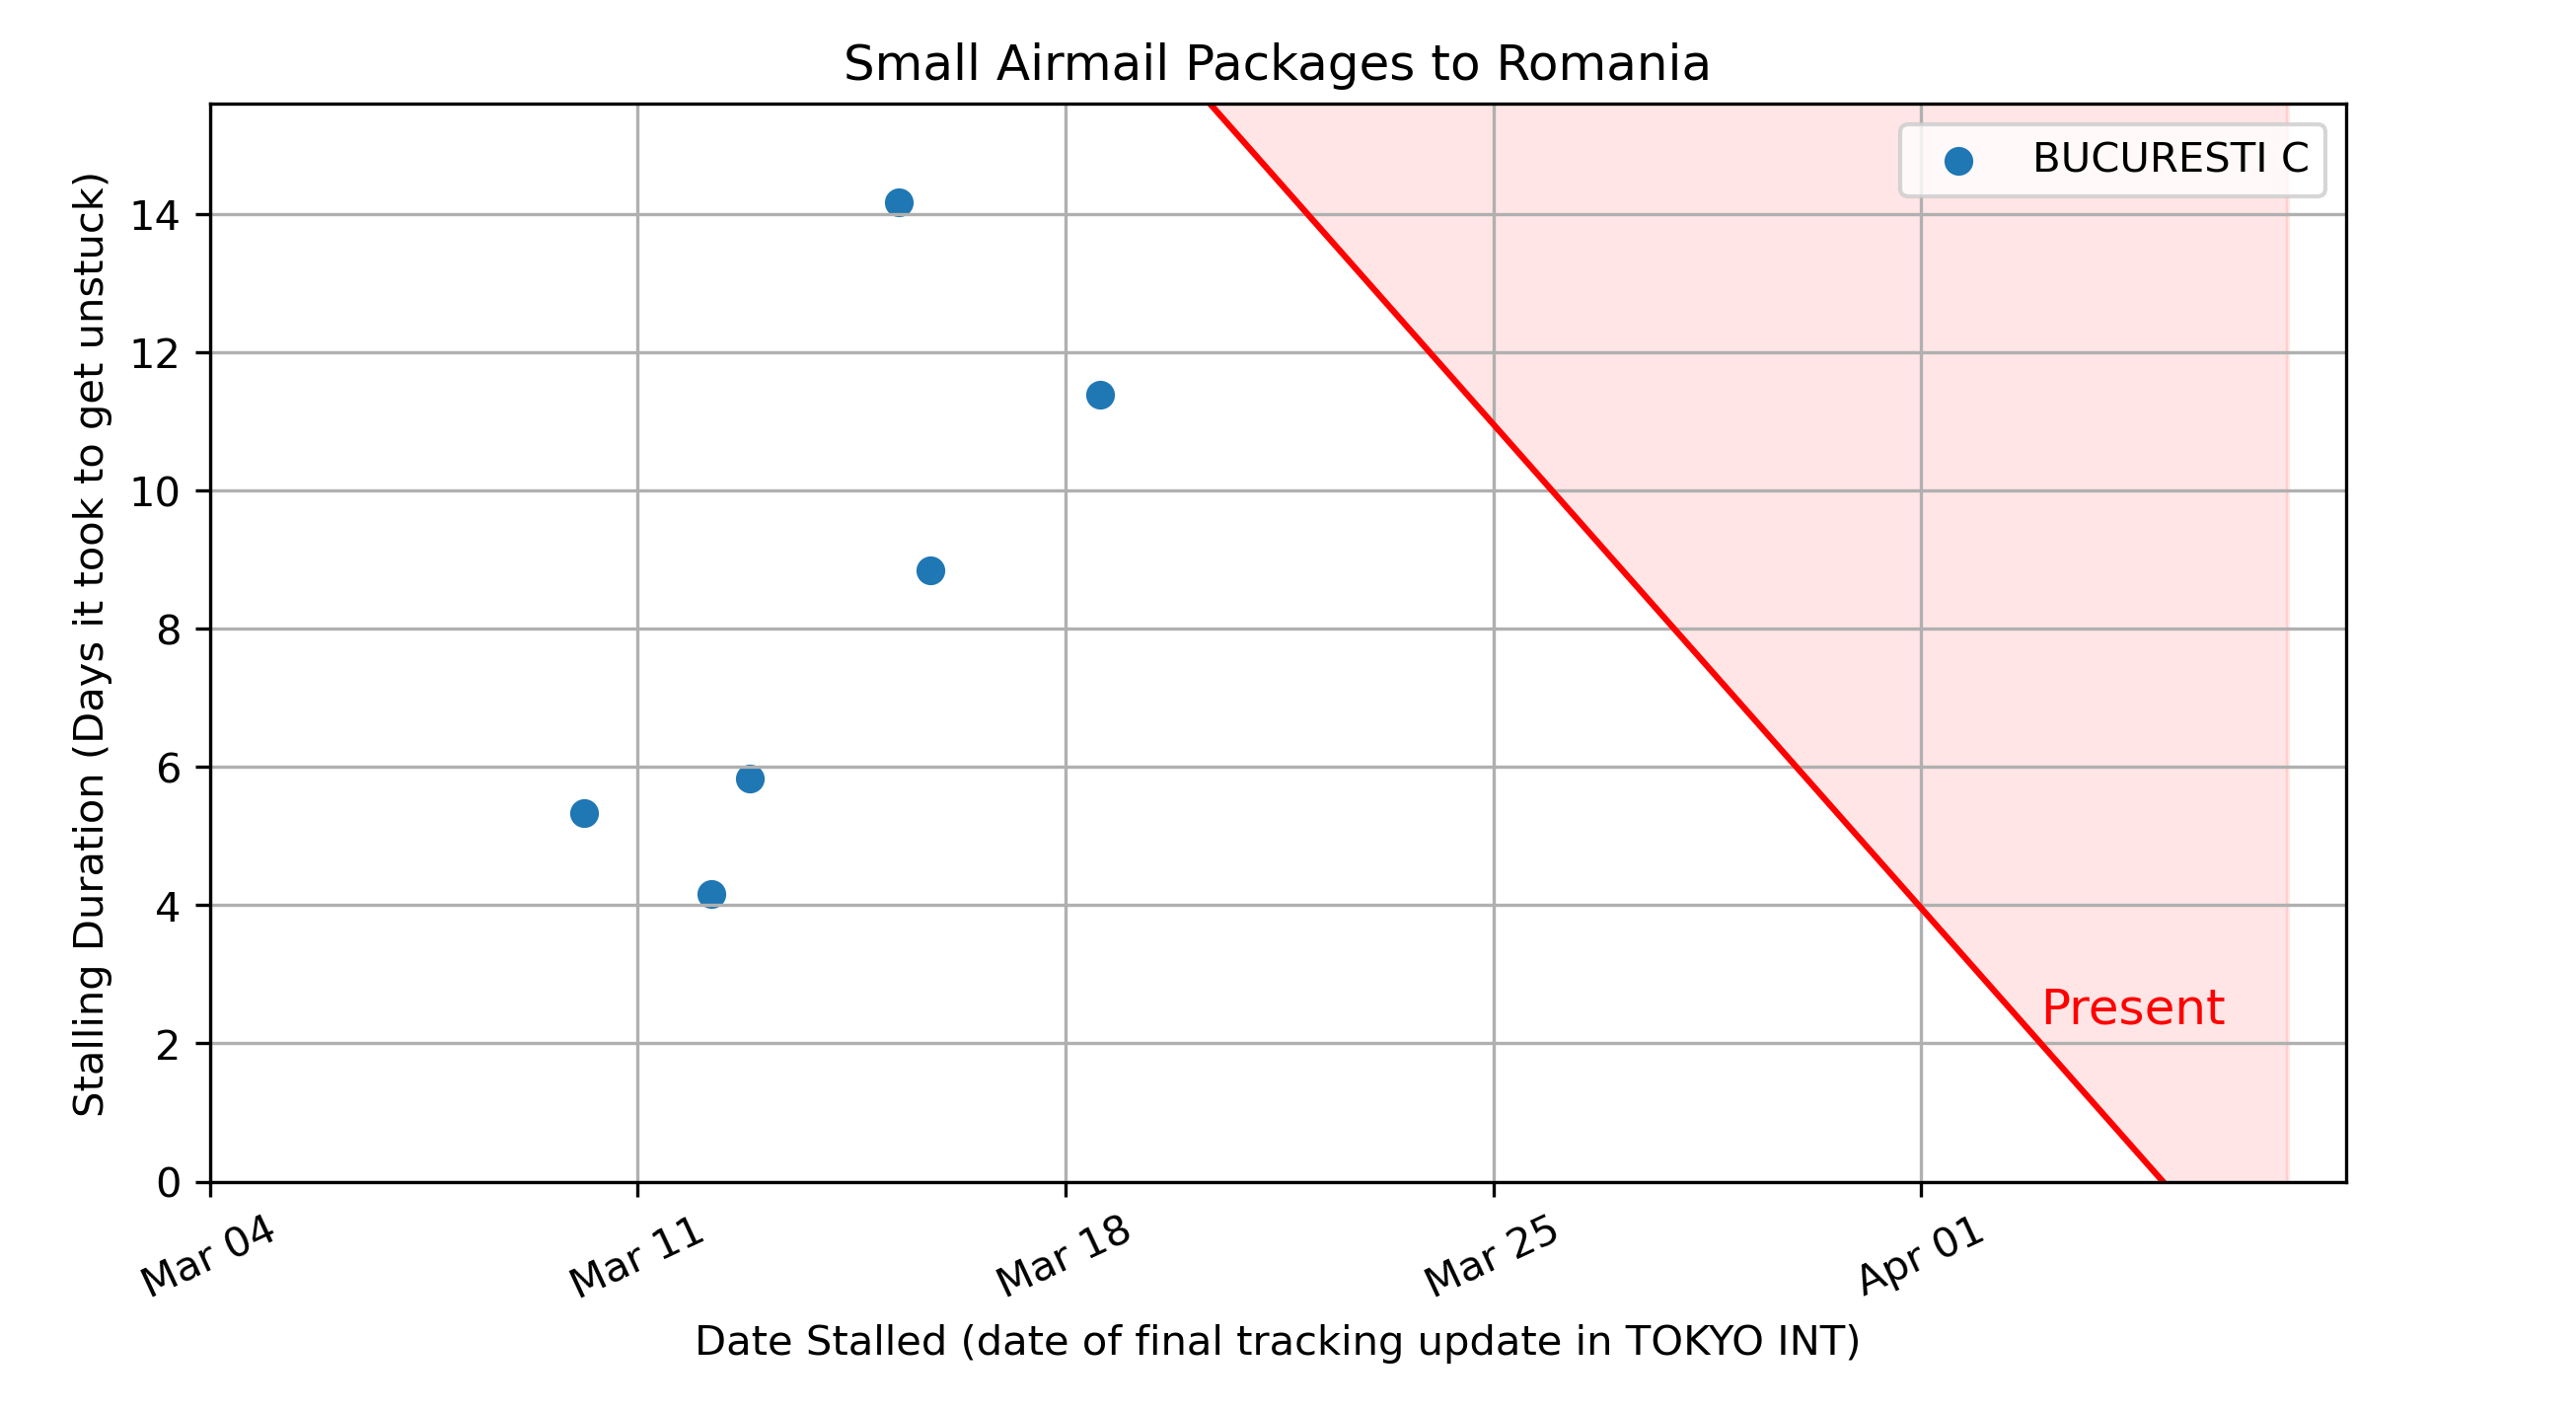 Small Airmail Packages to Romania
BUCURESTI C
Stalling Duration (Days it took to get unstuck)
14
12
10
8
6
4
2
0
Present
Mar 04
Mar 11
Mar 18
Mar 25
Apr 01
Date Stalled (date of final tracking update in TOKYO INT)